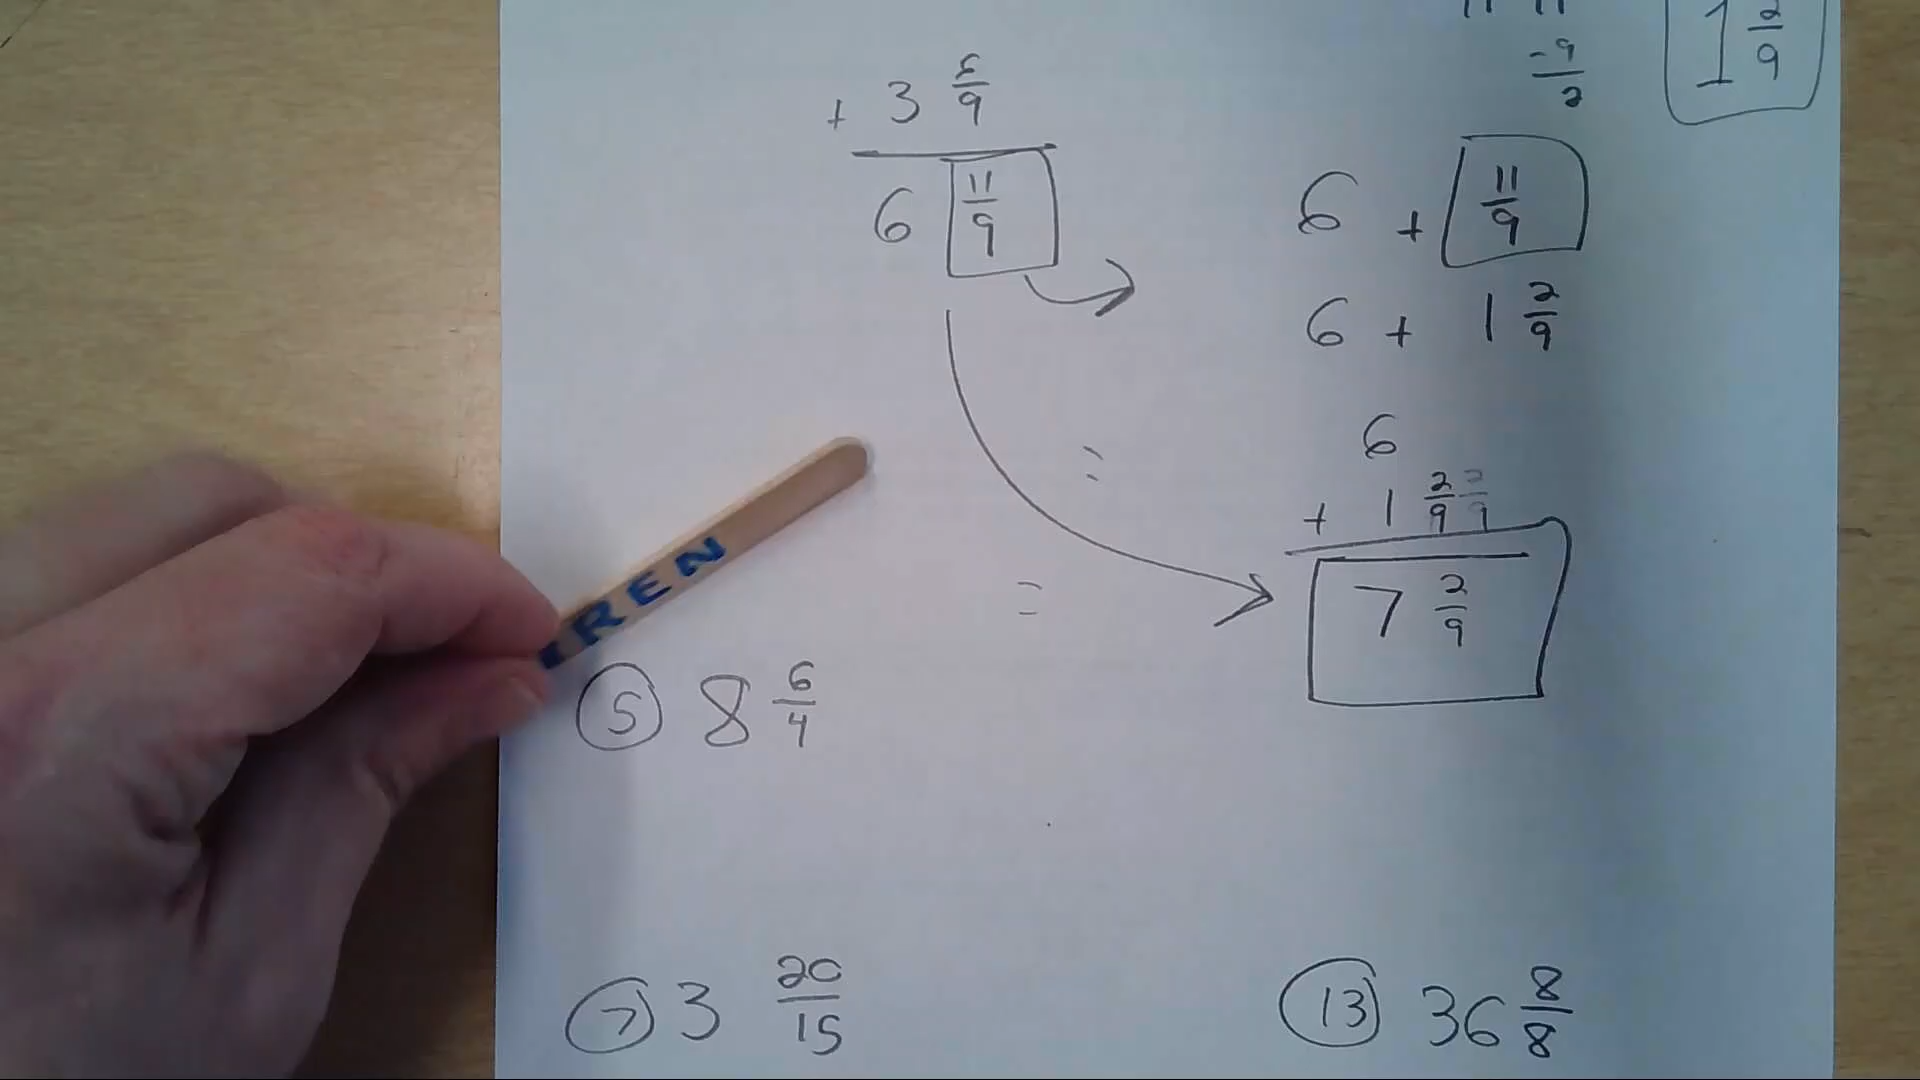 + 3 5/9
6 11/9
-9
2
1 2/9
6 + 11/9
6 + 1 2/9
=
6
+ 1 2/9 2/9
=
7 2/9
REN
(5) 8 6/4
(7) 3 20/15
(13) 36 8/8